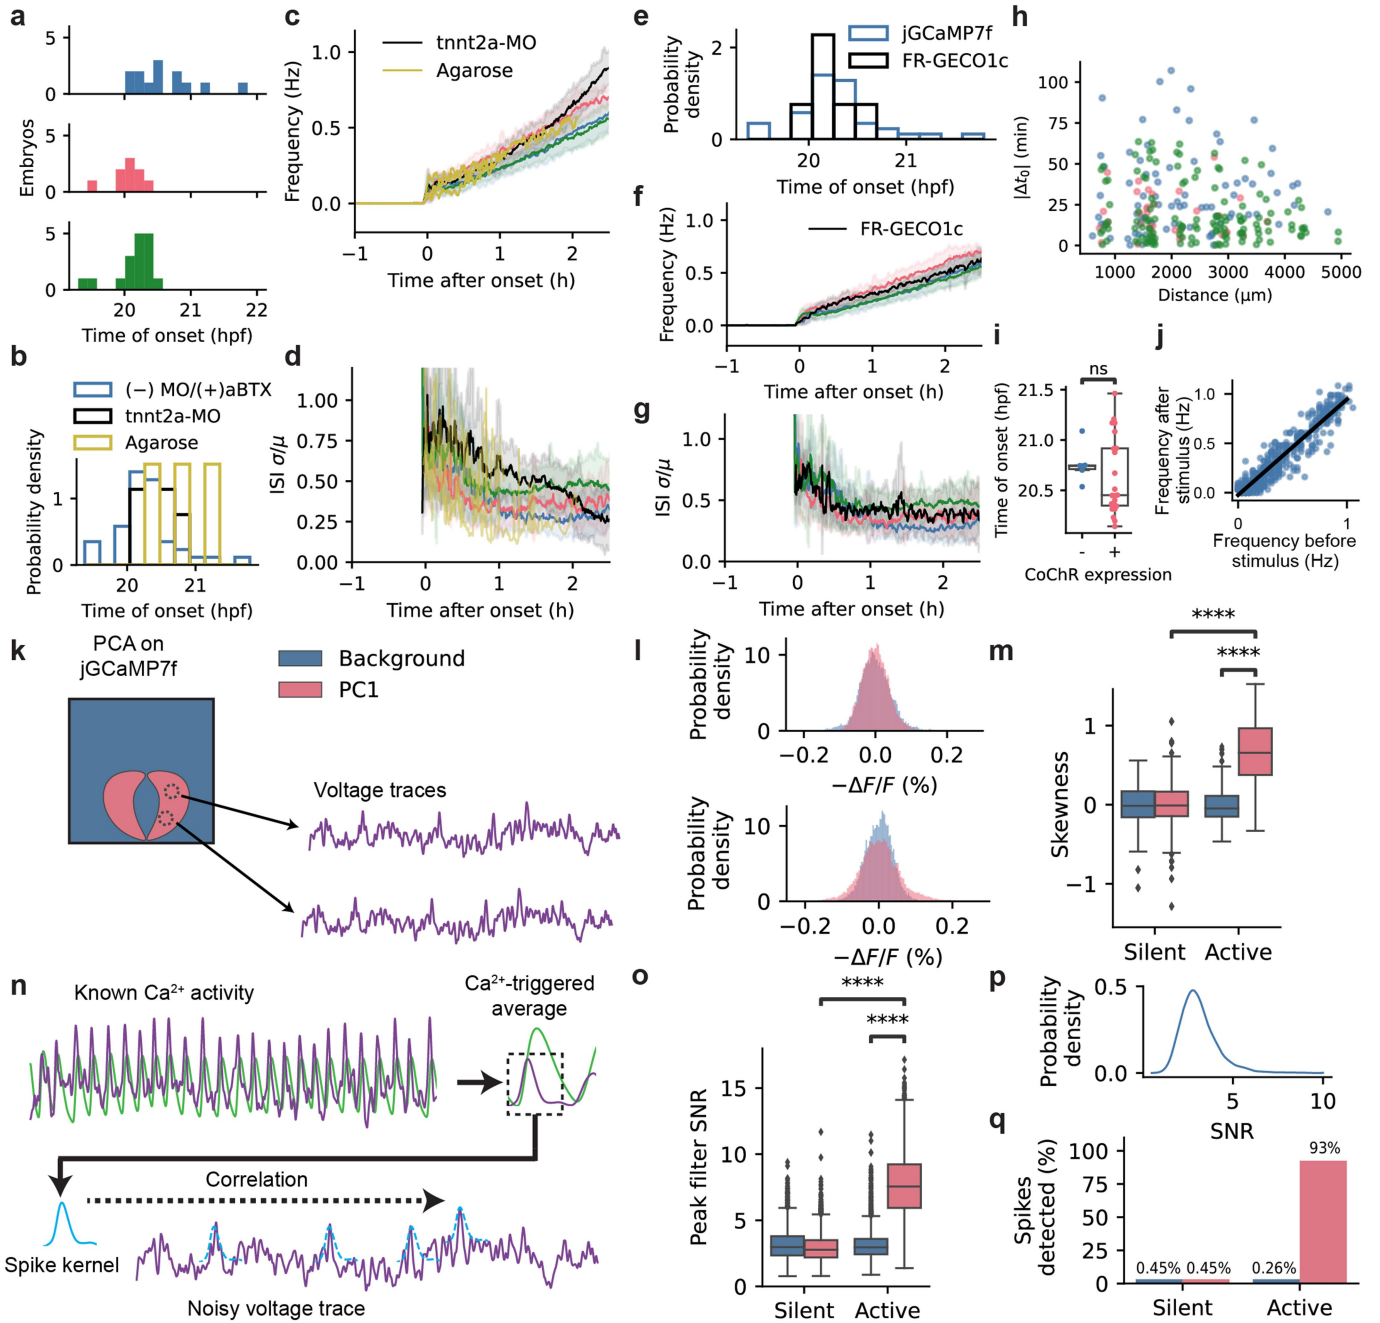 a
5
0
5
0
5
0
Embryos
20
21
22
Time of onset (hpf)
b
(−) MO/(+)aBTX
tnnt2a-MO
Agarose
Probability density
1
0
20
21
Time of onset (hpf)
c
tnnt2a-MO
Agarose
Frequency (Hz)
1.0
0.5
0.0
−1
0
1
2
Time after onset (h)
d
ISI σ/μ
1.00
0.75
0.50
0.25
0.00
−1
0
1
2
Time after onset (h)
e
jGCaMP7f
FR-GECO1c
Probability
density
2
0
20
21
Time of onset (hpf)
f
FR-GECO1c
Frequency (Hz)
1.0
0.5
0.0
−1
0
1
2
Time after onset (h)
g
ISI σ/μ
1.0
0.5
0.0
−1
0
1
2
Time after onset (h)
h
|Δt₀| (min)
100
75
50
25
0
1000
2000
3000
4000
5000
Distance (μm)
i
ns
Time of onset (hpf)
21.5
21.0
20.5
-
+
CoChR expression
j
Frequency after
stimulus (Hz)
1.0
0.5
0.0
0
1
Frequency before
stimulus (Hz)
k
PCA on
jGCaMP7f
Background
PC1
Voltage traces
l
Probability
density
10
0
−0.2
0.0
0.2
−ΔF/F (%)
Probability
density
10
0
−0.2
0.0
0.2
−ΔF/F (%)
m
****
****
Skewness
1
0
−1
Silent
Active
n
Known Ca²⁺ activity
Ca²⁺-triggered
average
Correlation
Spike kernel
Noisy voltage trace
o
****
****
Peak filter SNR
15
10
5
0
Silent
Active
p
Probability
density
0.5
0.0
5
10
SNR
q
Spikes
detected (%)
100
75
50
25
0
0.45%
0.45%
0.26%
93%
Silent
Active